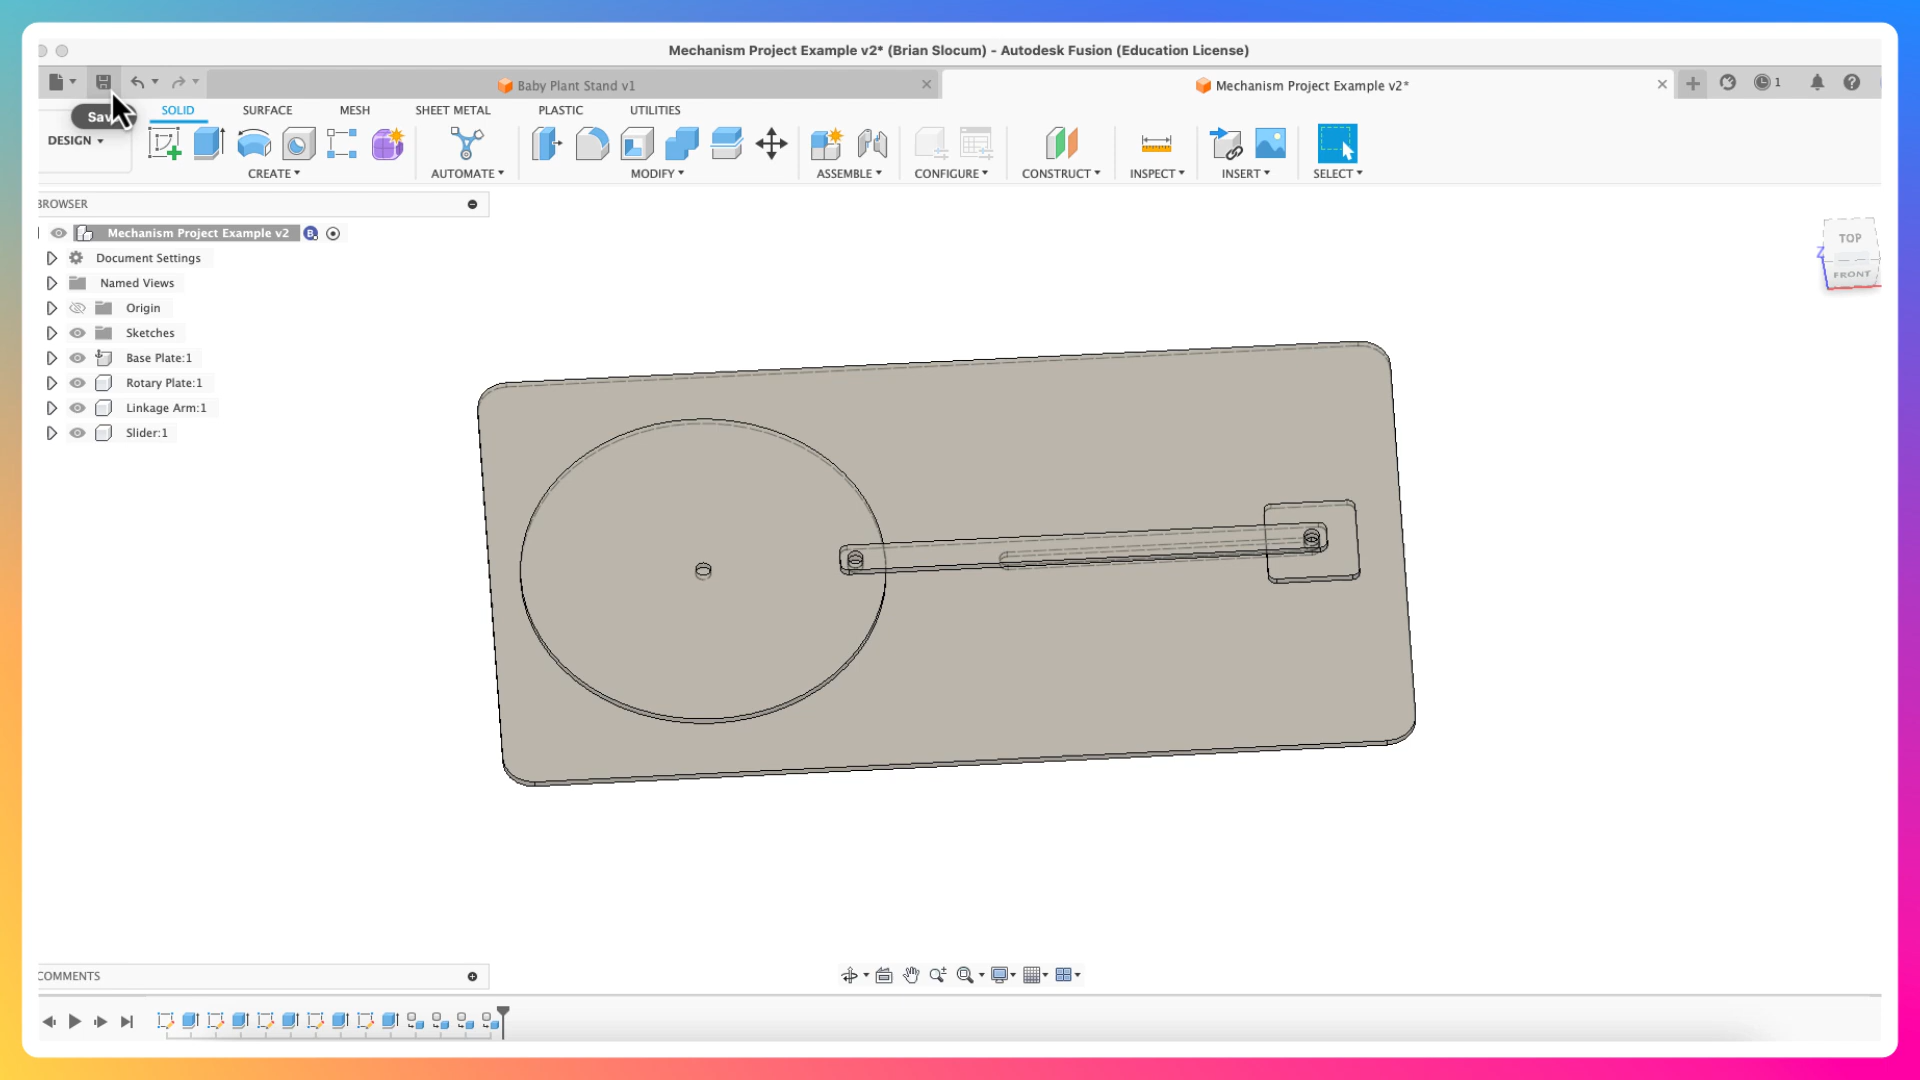 Mechanism Project Example v2* (Brian Slocum) - Autodesk Fusion (Education License)
Baby Plant Stand v1
Mechanism Project Example v2*
1
Sav
SOLID
SURFACE
MESH
SHEET METAL
PLASTIC
UTILITIES
DESIGN
CREATE
AUTOMATE
MODIFY
ASSEMBLE
CONFIGURE
CONSTRUCT
INSPECT
INSERT
SELECT
BROWSER
Mechanism Project Example v2
B
Document Settings
Named Views
Origin
Sketches
Base Plate:1
Rotary Plate:1
Linkage Arm:1
Slider:1
TOP
Z
FRONT
COMMENTS